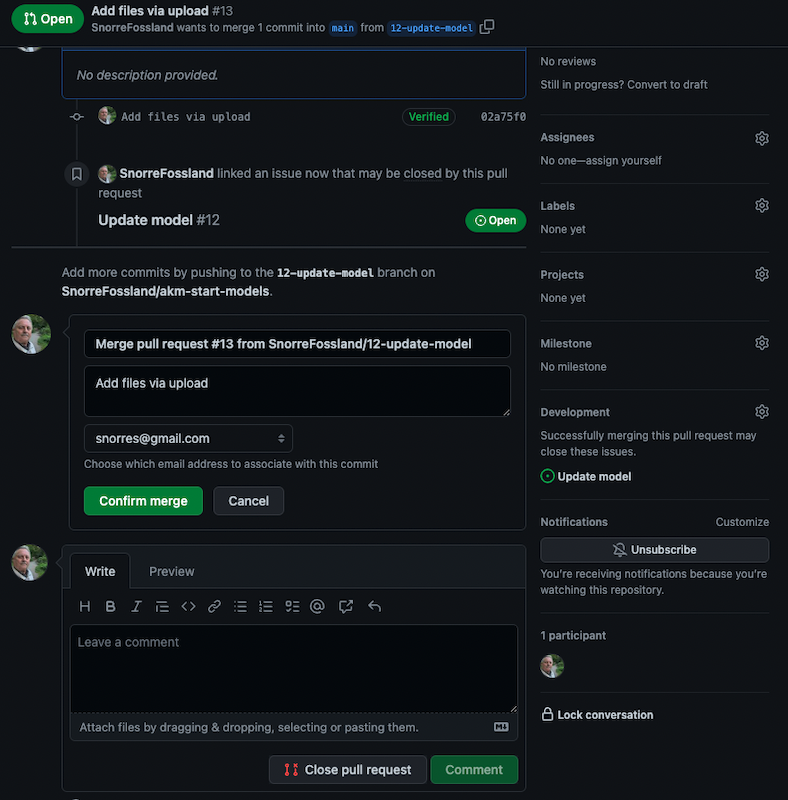 Open
Add files via upload #13
SnorreFossland wants to merge 1 commit into main from 12-update-model
No description provided.
Add files via upload Verified 02a75f0
SnorreFossland linked an issue now that may be closed by this pull
request
Update model #12
Open
Add more commits by pushing to the 12-update-model branch on
SnorreFossland/akm-start-models.
Merge pull request #13 from SnorreFossland/12-update-model
Add files via upload
snorres@gmail.com
Choose which email address to associate with this commit
Confirm merge
Cancel
Write
Preview
H B I
Leave a comment
Attach files by dragging & dropping, selecting or pasting them.
Close pull request
Comment
No reviews
Still in progress? Convert to draft
Assignees
No one—assign yourself
Labels
None yet
Projects
None yet
Milestone
No milestone
Development
Successfully merging this pull request may
close these issues.
Update model
Notifications
Customize
Unsubscribe
You're receiving notifications because you're
watching this repository.
1 participant
Lock conversation